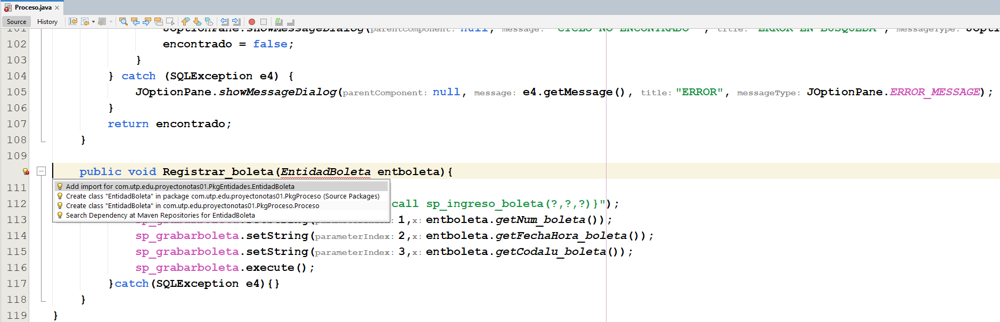 Proceso.java
Source History
JOptionPane.showMessageDialog(parentComponent: null, message: "CICLO NO ENCONTRADO ", title: "ERROR EN BUSQUEDA", messageType: JOpti
102 encontrado = false;
103 }
104 } catch (SQLException e4) {
105 JOptionPane.showMessageDialog(parentComponent: null, message: e4.getMessage(), title: "ERROR", messageType: JOptionPane.ERROR_MESSAGE);
106 }
107 return encontrado;
108 }
109
public void Registrar_boleta(EntidadBoleta entboleta){
111
Add import for com.utp.edu.proyectonotas01.PkgEntidades.EntidadBoleta
Create class "EntidadBoleta" in package com.utp.edu.proyectonotas01.PkgProceso (Source Packages)
Create class "EntidadBoleta" in com.utp.edu.proyectonotas01.PkgProceso.Proceso
Search Dependency at Maven Repositories for EntidadBoleta
112 call sp_ingreso_boleta(?,?,?)}");
113 1,x: entboleta.getNum_boleta());
114 sp_grabarboleta.setString(parameterIndex: 2,x: entboleta.getFechaHora_boleta());
115 sp_grabarboleta.setString(parameterIndex: 3,x: entboleta.getCodalu_boleta());
116 sp_grabarboleta.execute();
117 }catch(SQLException e4){}
118 }
119 }